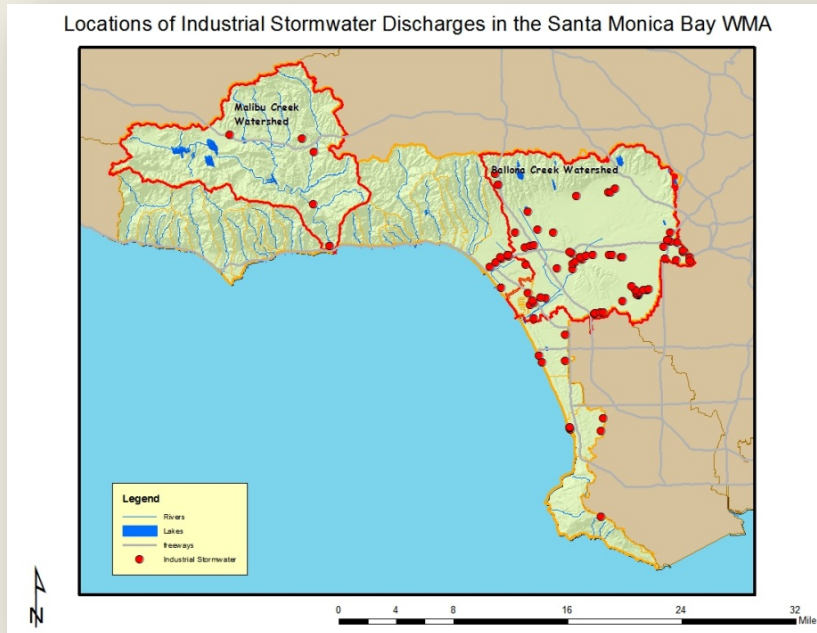 Locations of Industrial Stormwater Discharges in the Santa Monica Bay WMA
Malibu Creek
Watershed
Ballona Creek Watershed
Legend
Rivers
Lakes
freeways
Industrial Stormwater
N
0 4 8 16 24 32
Mile